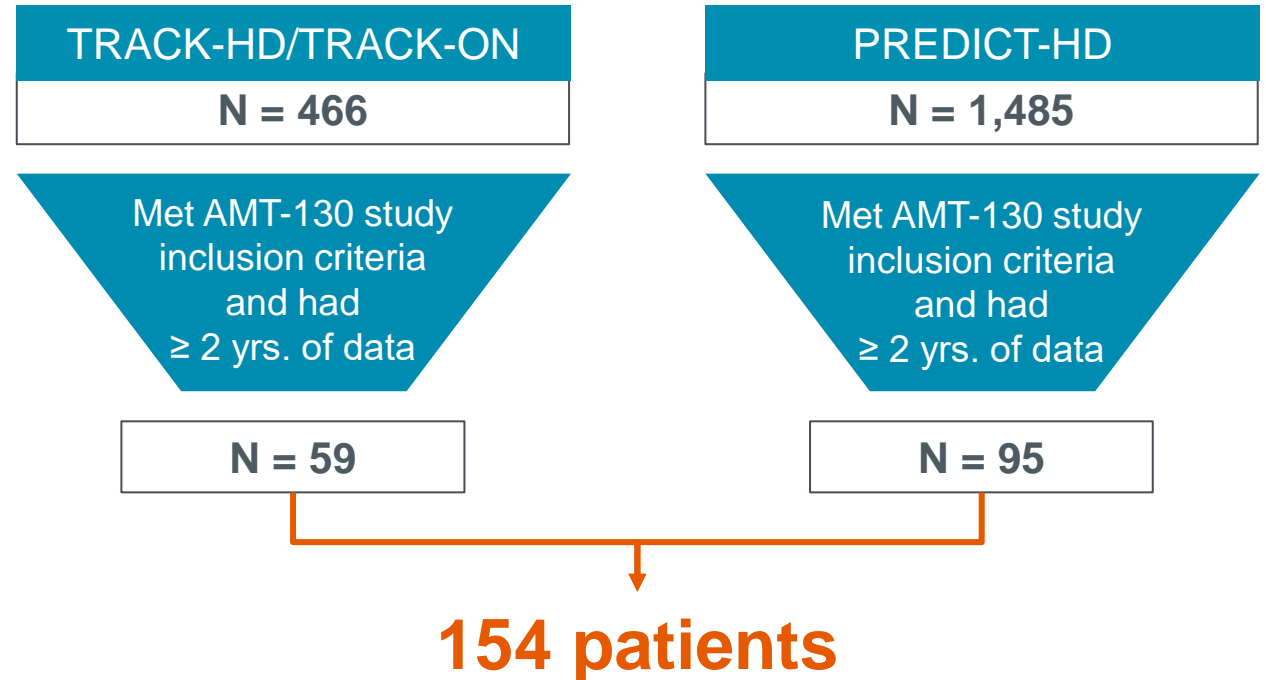 TRACK-HD/TRACK-ON
N = 466
Met AMT-130 study
inclusion criteria
and had
≥ 2 yrs. of data
N = 59
PREDICT-HD
N = 1,485
Met AMT-130 study
inclusion criteria
and had
≥ 2 yrs. of data
N = 95
154 patients